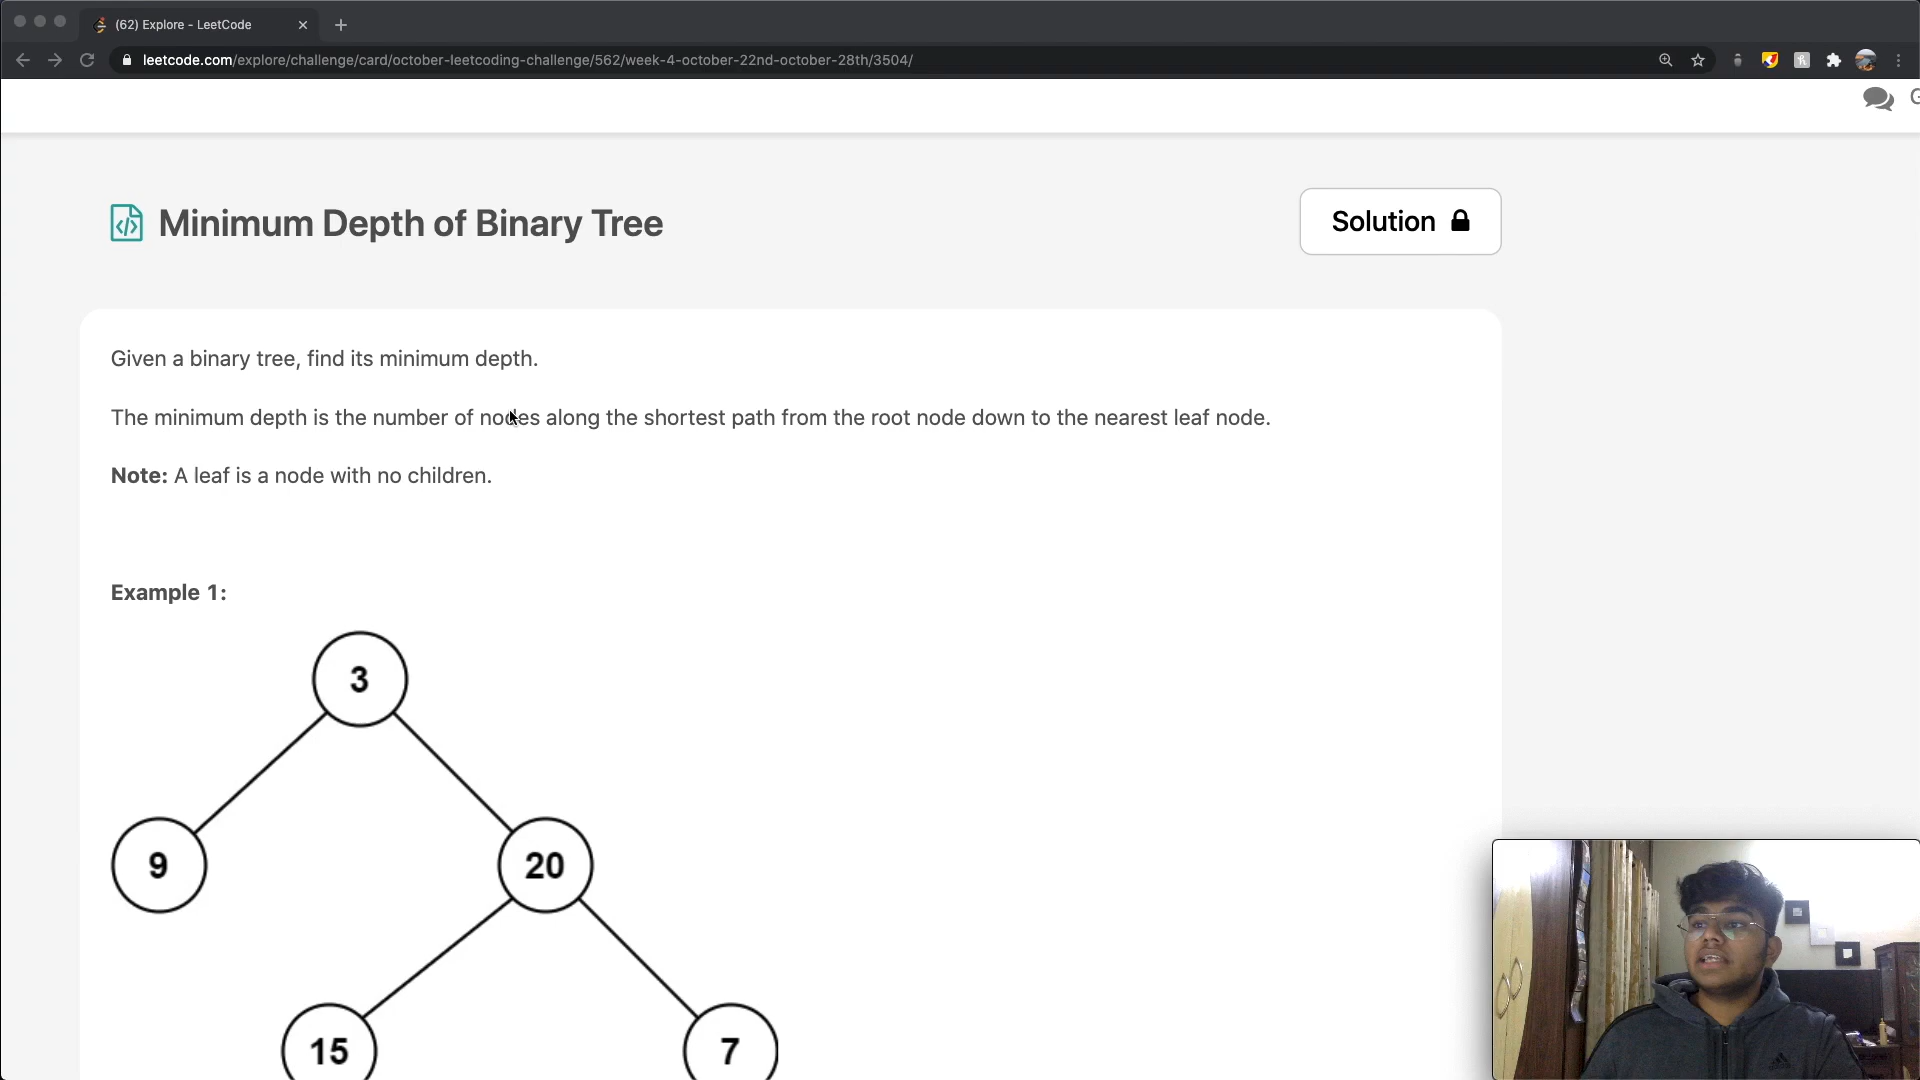 (62) Explore - LeetCode
leetcode.com/explore/challenge/card/october-leetcoding-challenge/562/week-4-october-22nd-october-28th/3504/
Minimum Depth of Binary Tree
Solution
Given a binary tree, find its minimum depth.
The minimum depth is the number of nodes along the shortest path from the root node down to the nearest leaf node.
Note: A leaf is a node with no children.
Example 1:
3
9
20
15
7